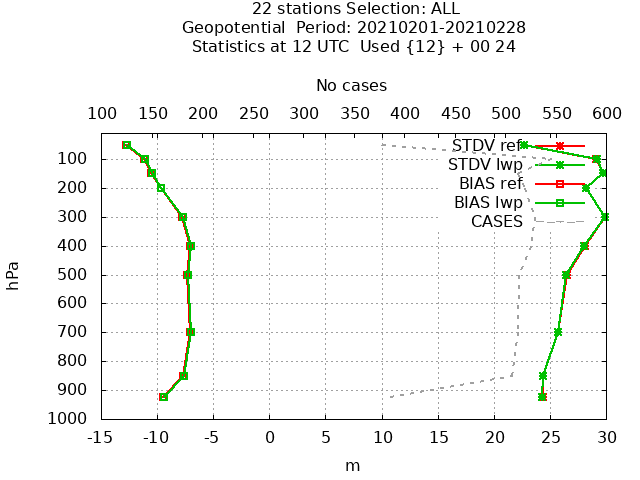 22 stations Selection: ALL
Geopotential  Period: 20210201-20210228
Statistics at 12 UTC  Used {12} + 00 24
No cases
100 150 200 250 300 350 400 450 500 550 600
STDV ref
STDV lwp
BIAS ref
BIAS lwp
CASES
hPa
100
200
300
400
500
600
700
800
900
1000
-15 -10 -5 0 5 10 15 20 25 30
m